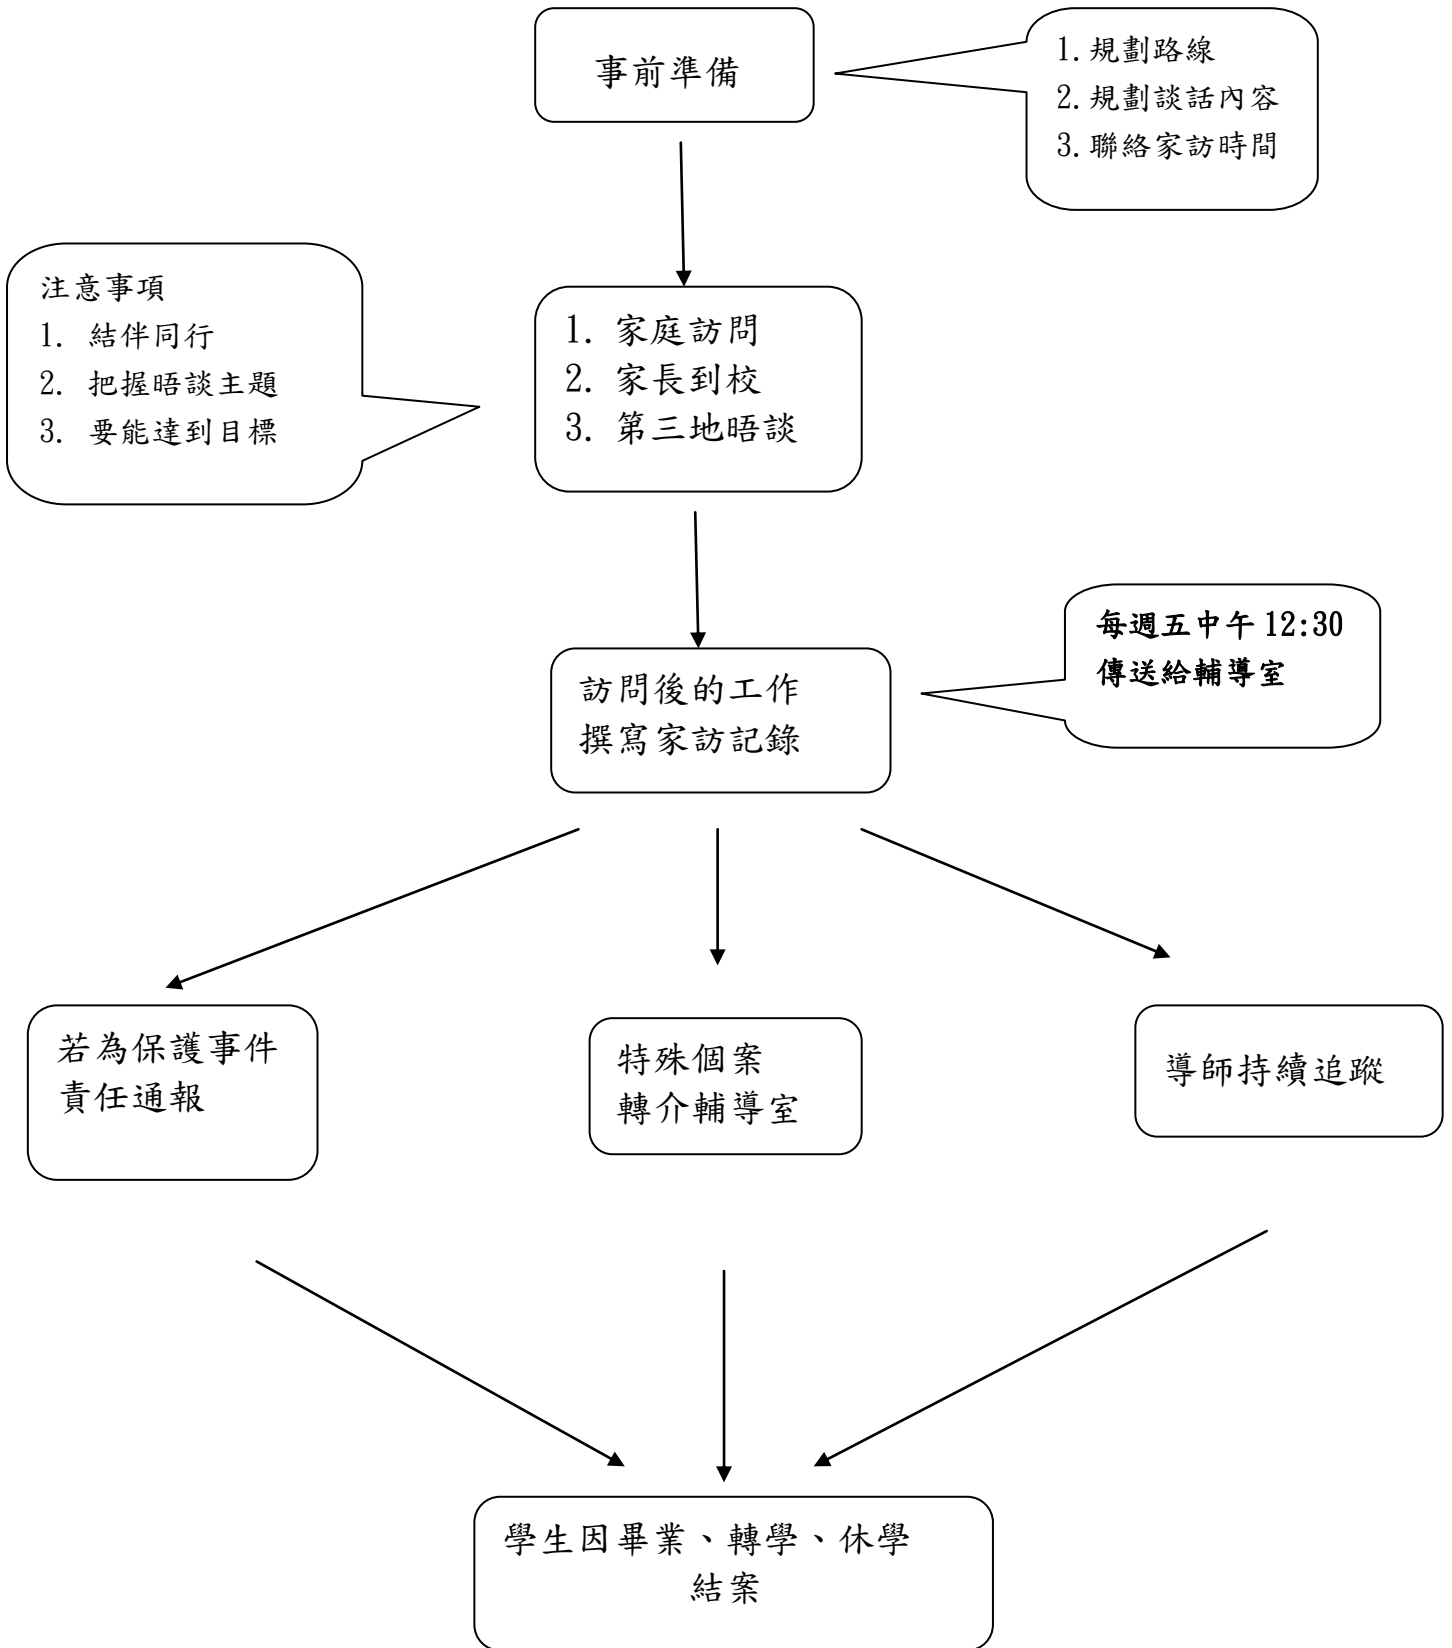 事前準備
1.規劃路線
2.規劃談話內容
3.聯絡家訪時間
注意事項
1. 結伴同行
2. 把握晤談主題
3. 要能達到目標
1. 家庭訪問
2. 家長到校
3. 第三地晤談
每週五中午 12:30
傳送給輔導室
訪問後的工作
撰寫家訪記錄
若為保護事件
責任通報
特殊個案
轉介輔導室
導師持續追蹤
學生因畢業、轉學、休學
結案